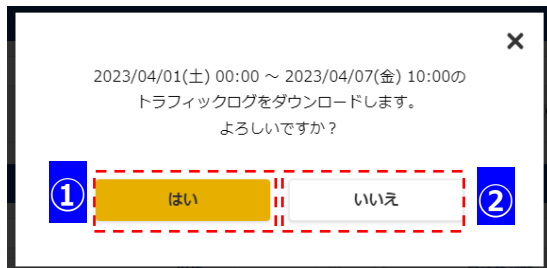 ×
2023/04/01(土) 00:00 ～ 2023/04/07(金) 10:00の
トラフィックログをダウンロードします。
よろしいですか？
① はい いいえ ②